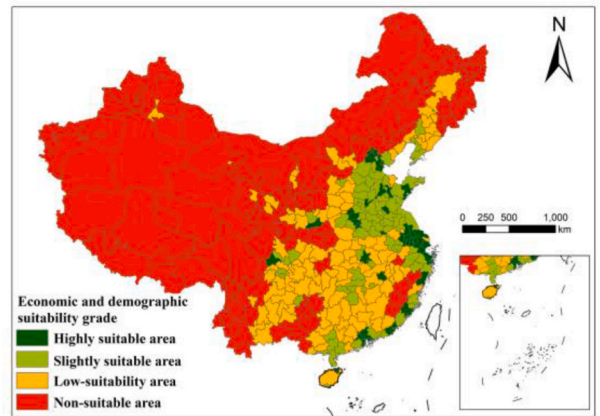 N
0 250 500 1,000
km
Economic and demographic
suitability grade
Highly suitable area
Slightly suitable area
Low-suitability area
Non-suitable area